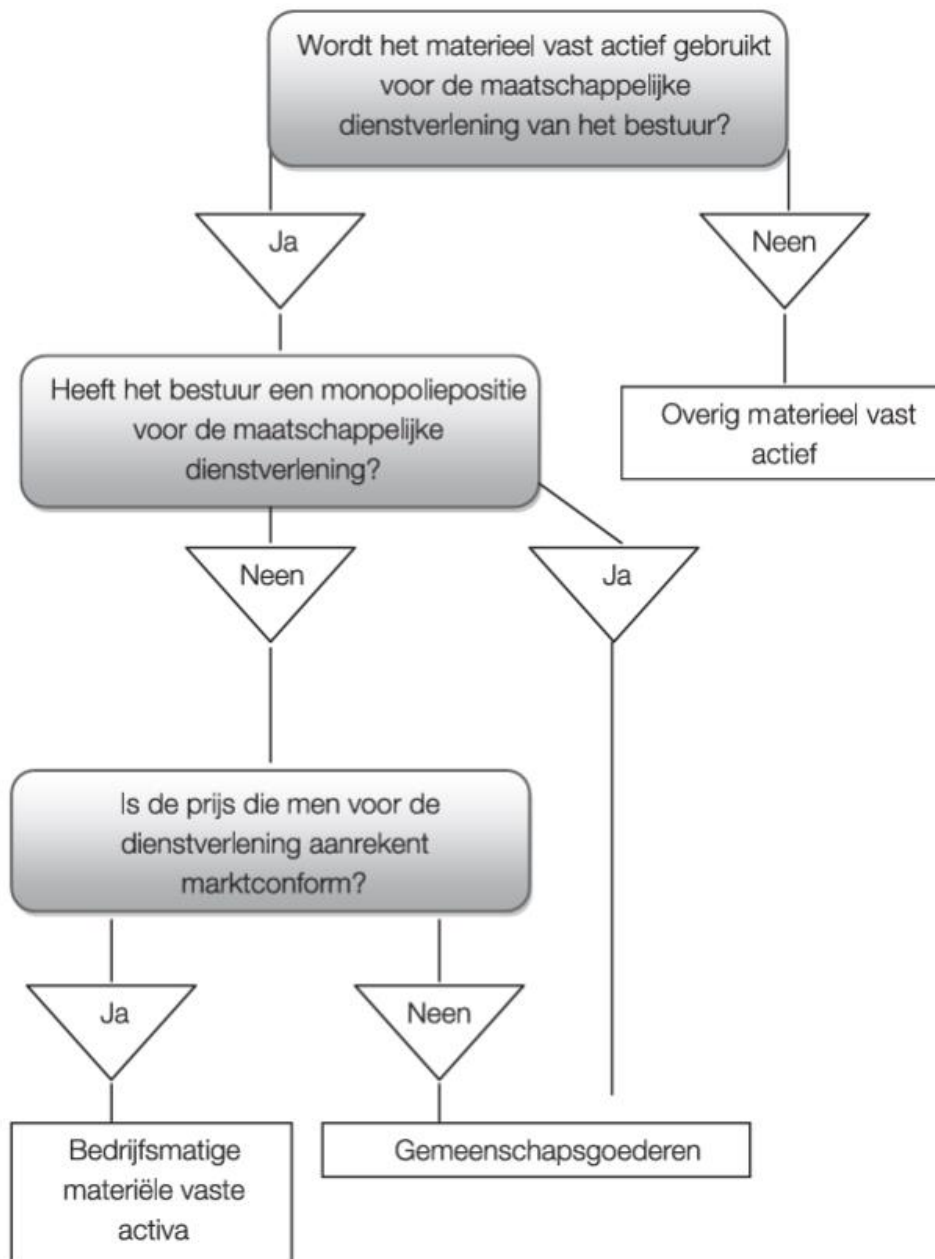 Wordt het materieel vast actief gebruikt
voor de maatschappelijke
dienstverlening van het bestuur?
Ja
Neen
Heeft het bestuur een monopoliepositie
voor de maatschappelijke
dienstverlening?
Overig materieel vast
actief
Neen
Ja
Is de prijs die men voor de
dienstverlening aanrekent
marktconform?
Ja
Neen
Bedrijfsmatige
materiële vaste
activa
Gemeenschapsgoederen